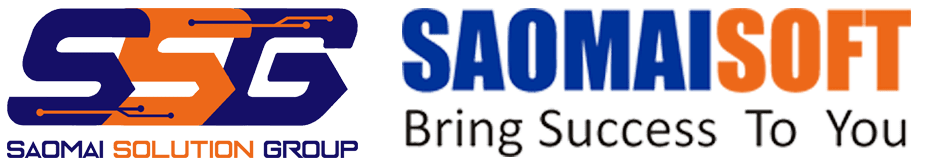 SSG
SAOMAI SOLUTION GROUP
SAOMAISOFT
Bring Success To You